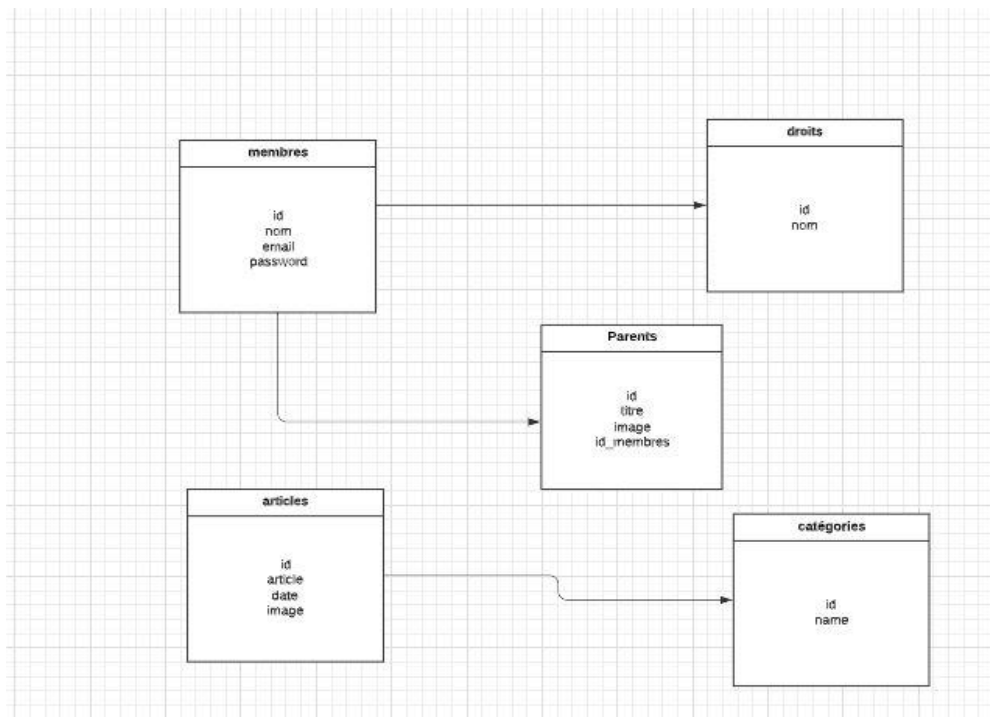 membres
id
nom
email
password
droits
id
nom
Parents
id
titre
image
id_membres
articles
id
article
date
image
catégories
id
name